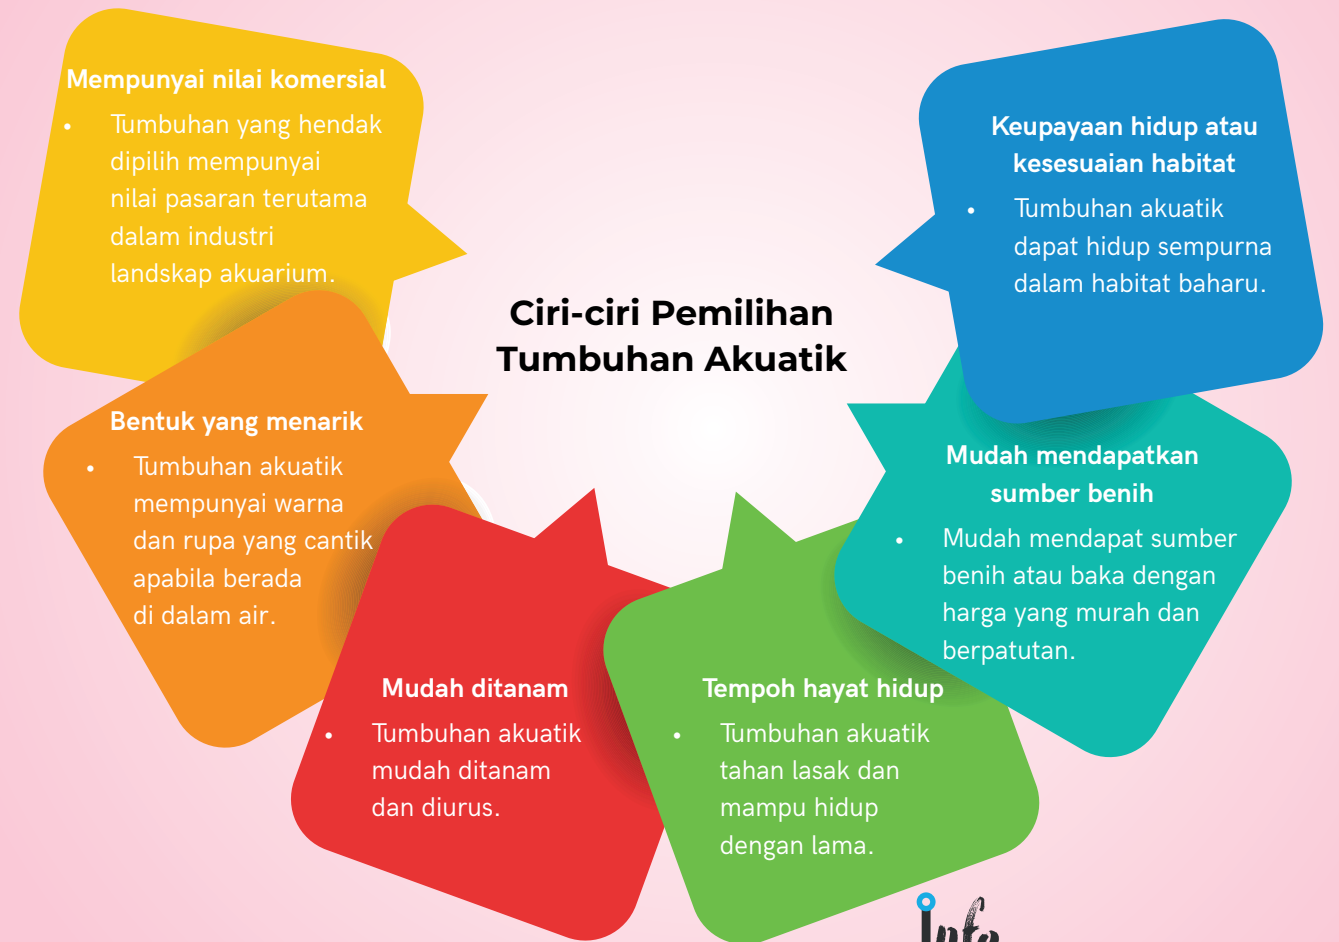 Mempunyai nilai komersial
• Tumbuhan yang hendak
dipilih mempunyai
nilai pasaran terutama
dalam industri
landskap akuarium.
Bentuk yang menarik
• Tumbuhan akuatik
mempunyai warna
dan rupa yang cantik
apabila berada
di dalam air.
Mudah ditanam
• Tumbuhan akuatik
mudah ditanam
dan diurus.
Ciri-ciri Pemilihan
Tumbuhan Akuatik
Tempoh hayat hidup
• Tumbuhan akuatik
tahan lasak dan
mampu hidup
dengan lama.
Mudah mendapatkan
sumber benih
• Mudah mendapat sumber
benih atau baka dengan
harga yang murah dan
berpatutan.
Keupayaan hidup atau
kesesuaian habitat
• Tumbuhan akuatik
dapat hidup sempurna
dalam habitat baharu.
Info